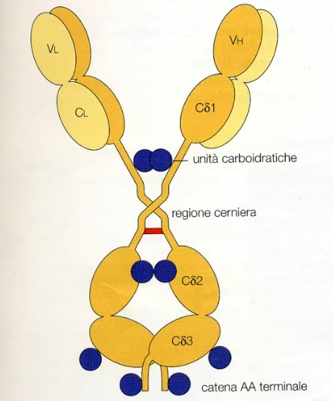 VL
VH
CL
Cδ1
unità carboidratiche
regione cerniera
Cδ2
Cδ3
catena AA terminale